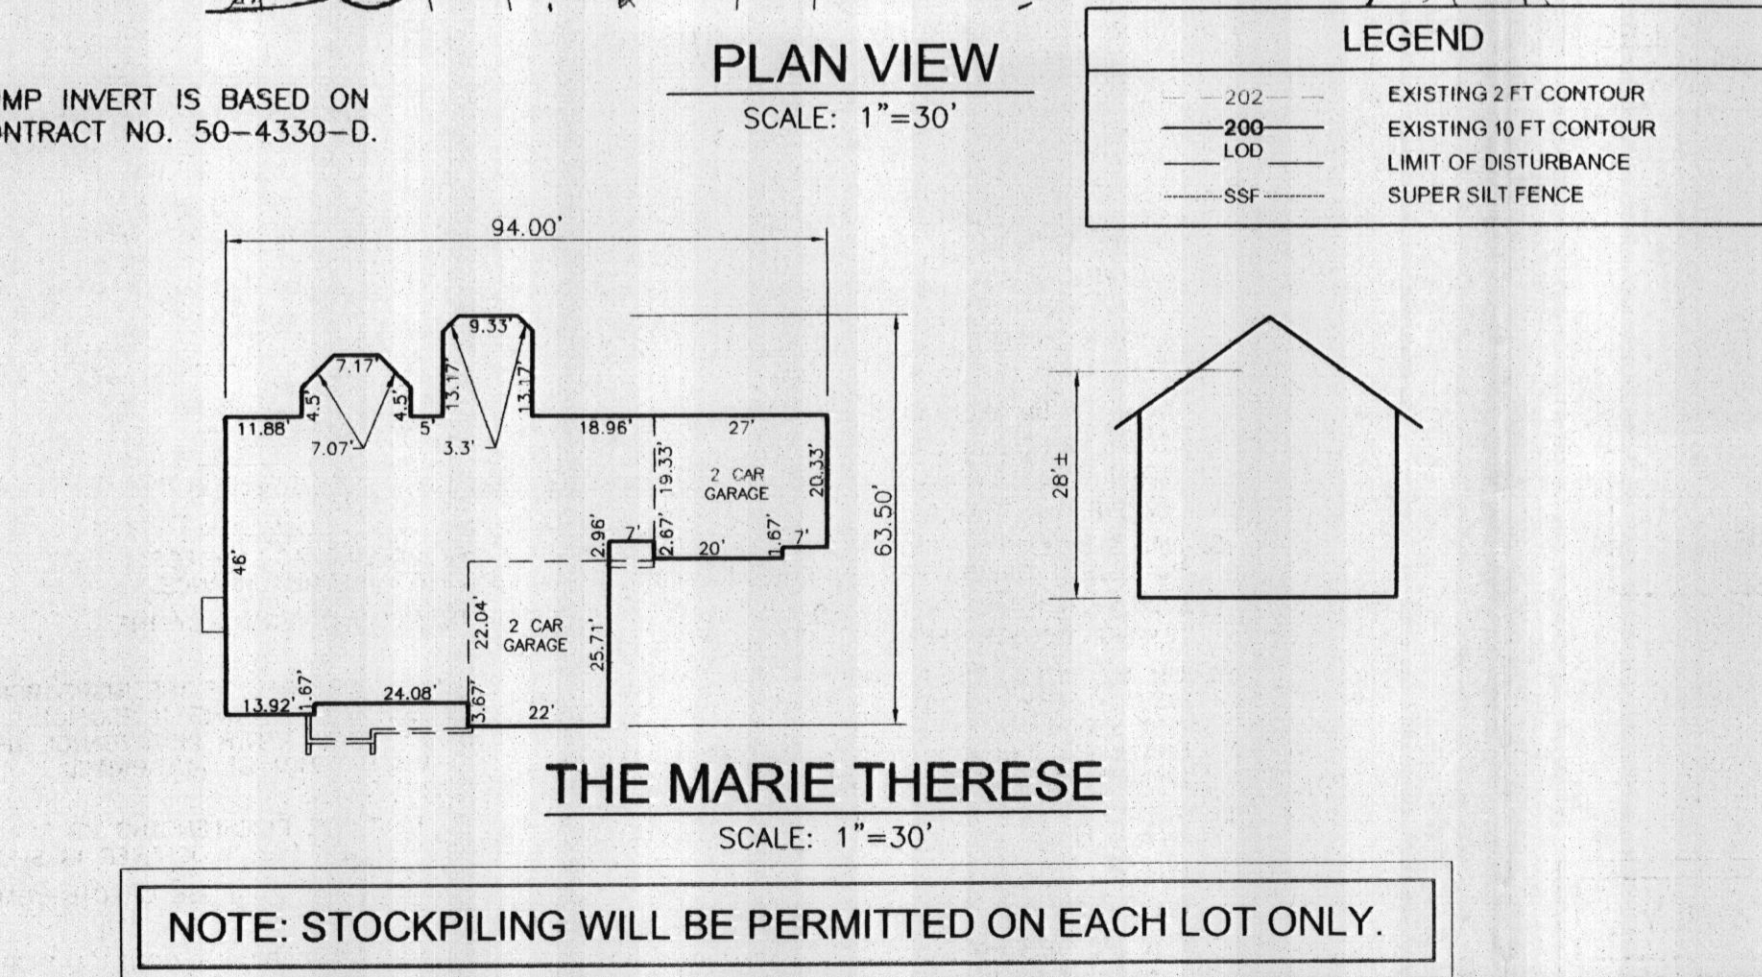 PLAN VIEW
SCALE: 1"=30'
MP INVERT IS BASED ON
NTRACT NO. 50-4330-D.
LEGEND
202 EXISTING 2 FT CONTOUR
200 EXISTING 10 FT CONTOUR
LOD LIMIT OF DISTURBANCE
SSF SUPER SILT FENCE
94.00'
9.33'
7.17'
4.5'
4.5'
13.17'
13.17'
11.88'
5'
18.96'
27'
7.07'
3.3'
19.33'
2 CAR
GARAGE
20.33'
63.50'
28'±
2.96'
7'
2.67'
20'
1.67'
7'
46'
22.04'
2 CAR
GARAGE
25.71'
13.92'
1.67'
24.08'
3.67'
22'
THE MARIE THERESE
SCALE: 1"=30'
NOTE: STOCKPILING WILL BE PERMITTED ON EACH LOT ONLY.